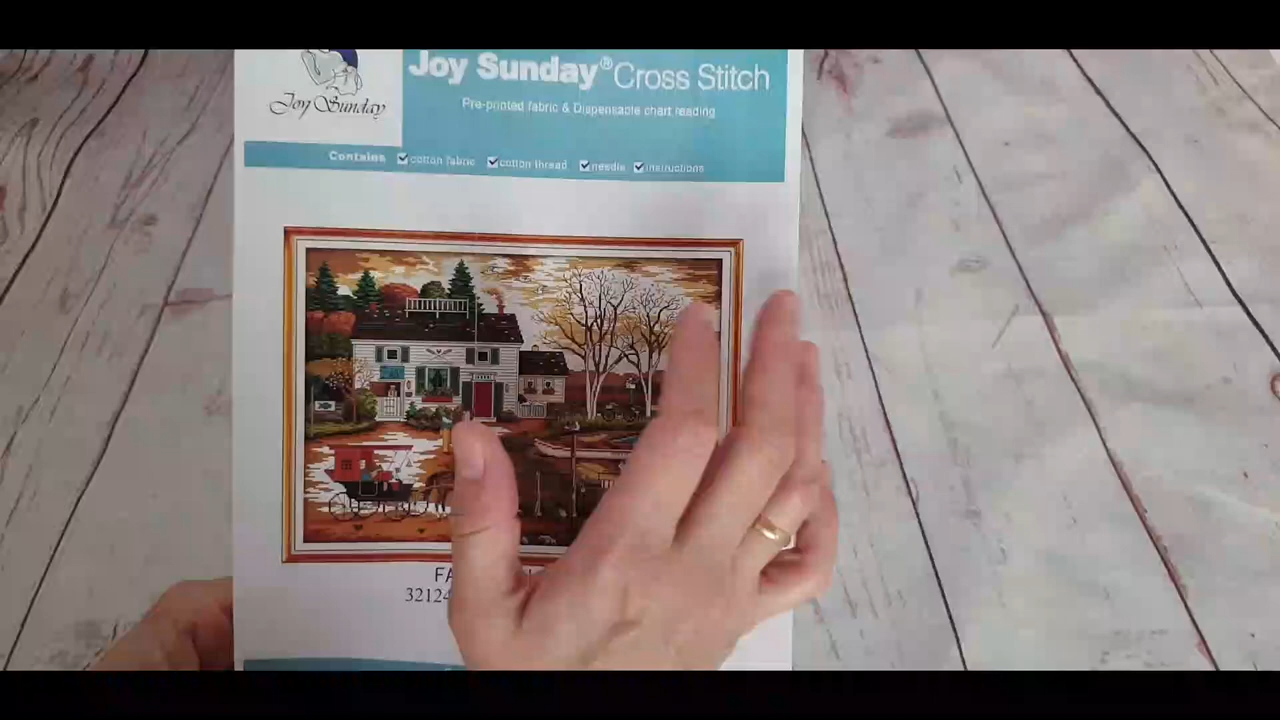 Joy Sunday
Joy Sunday® Cross Stitch
Pre-printed fabric & Dispensable chart reading
Contains cotton fabric cotton thread needle instructions
FA
32124